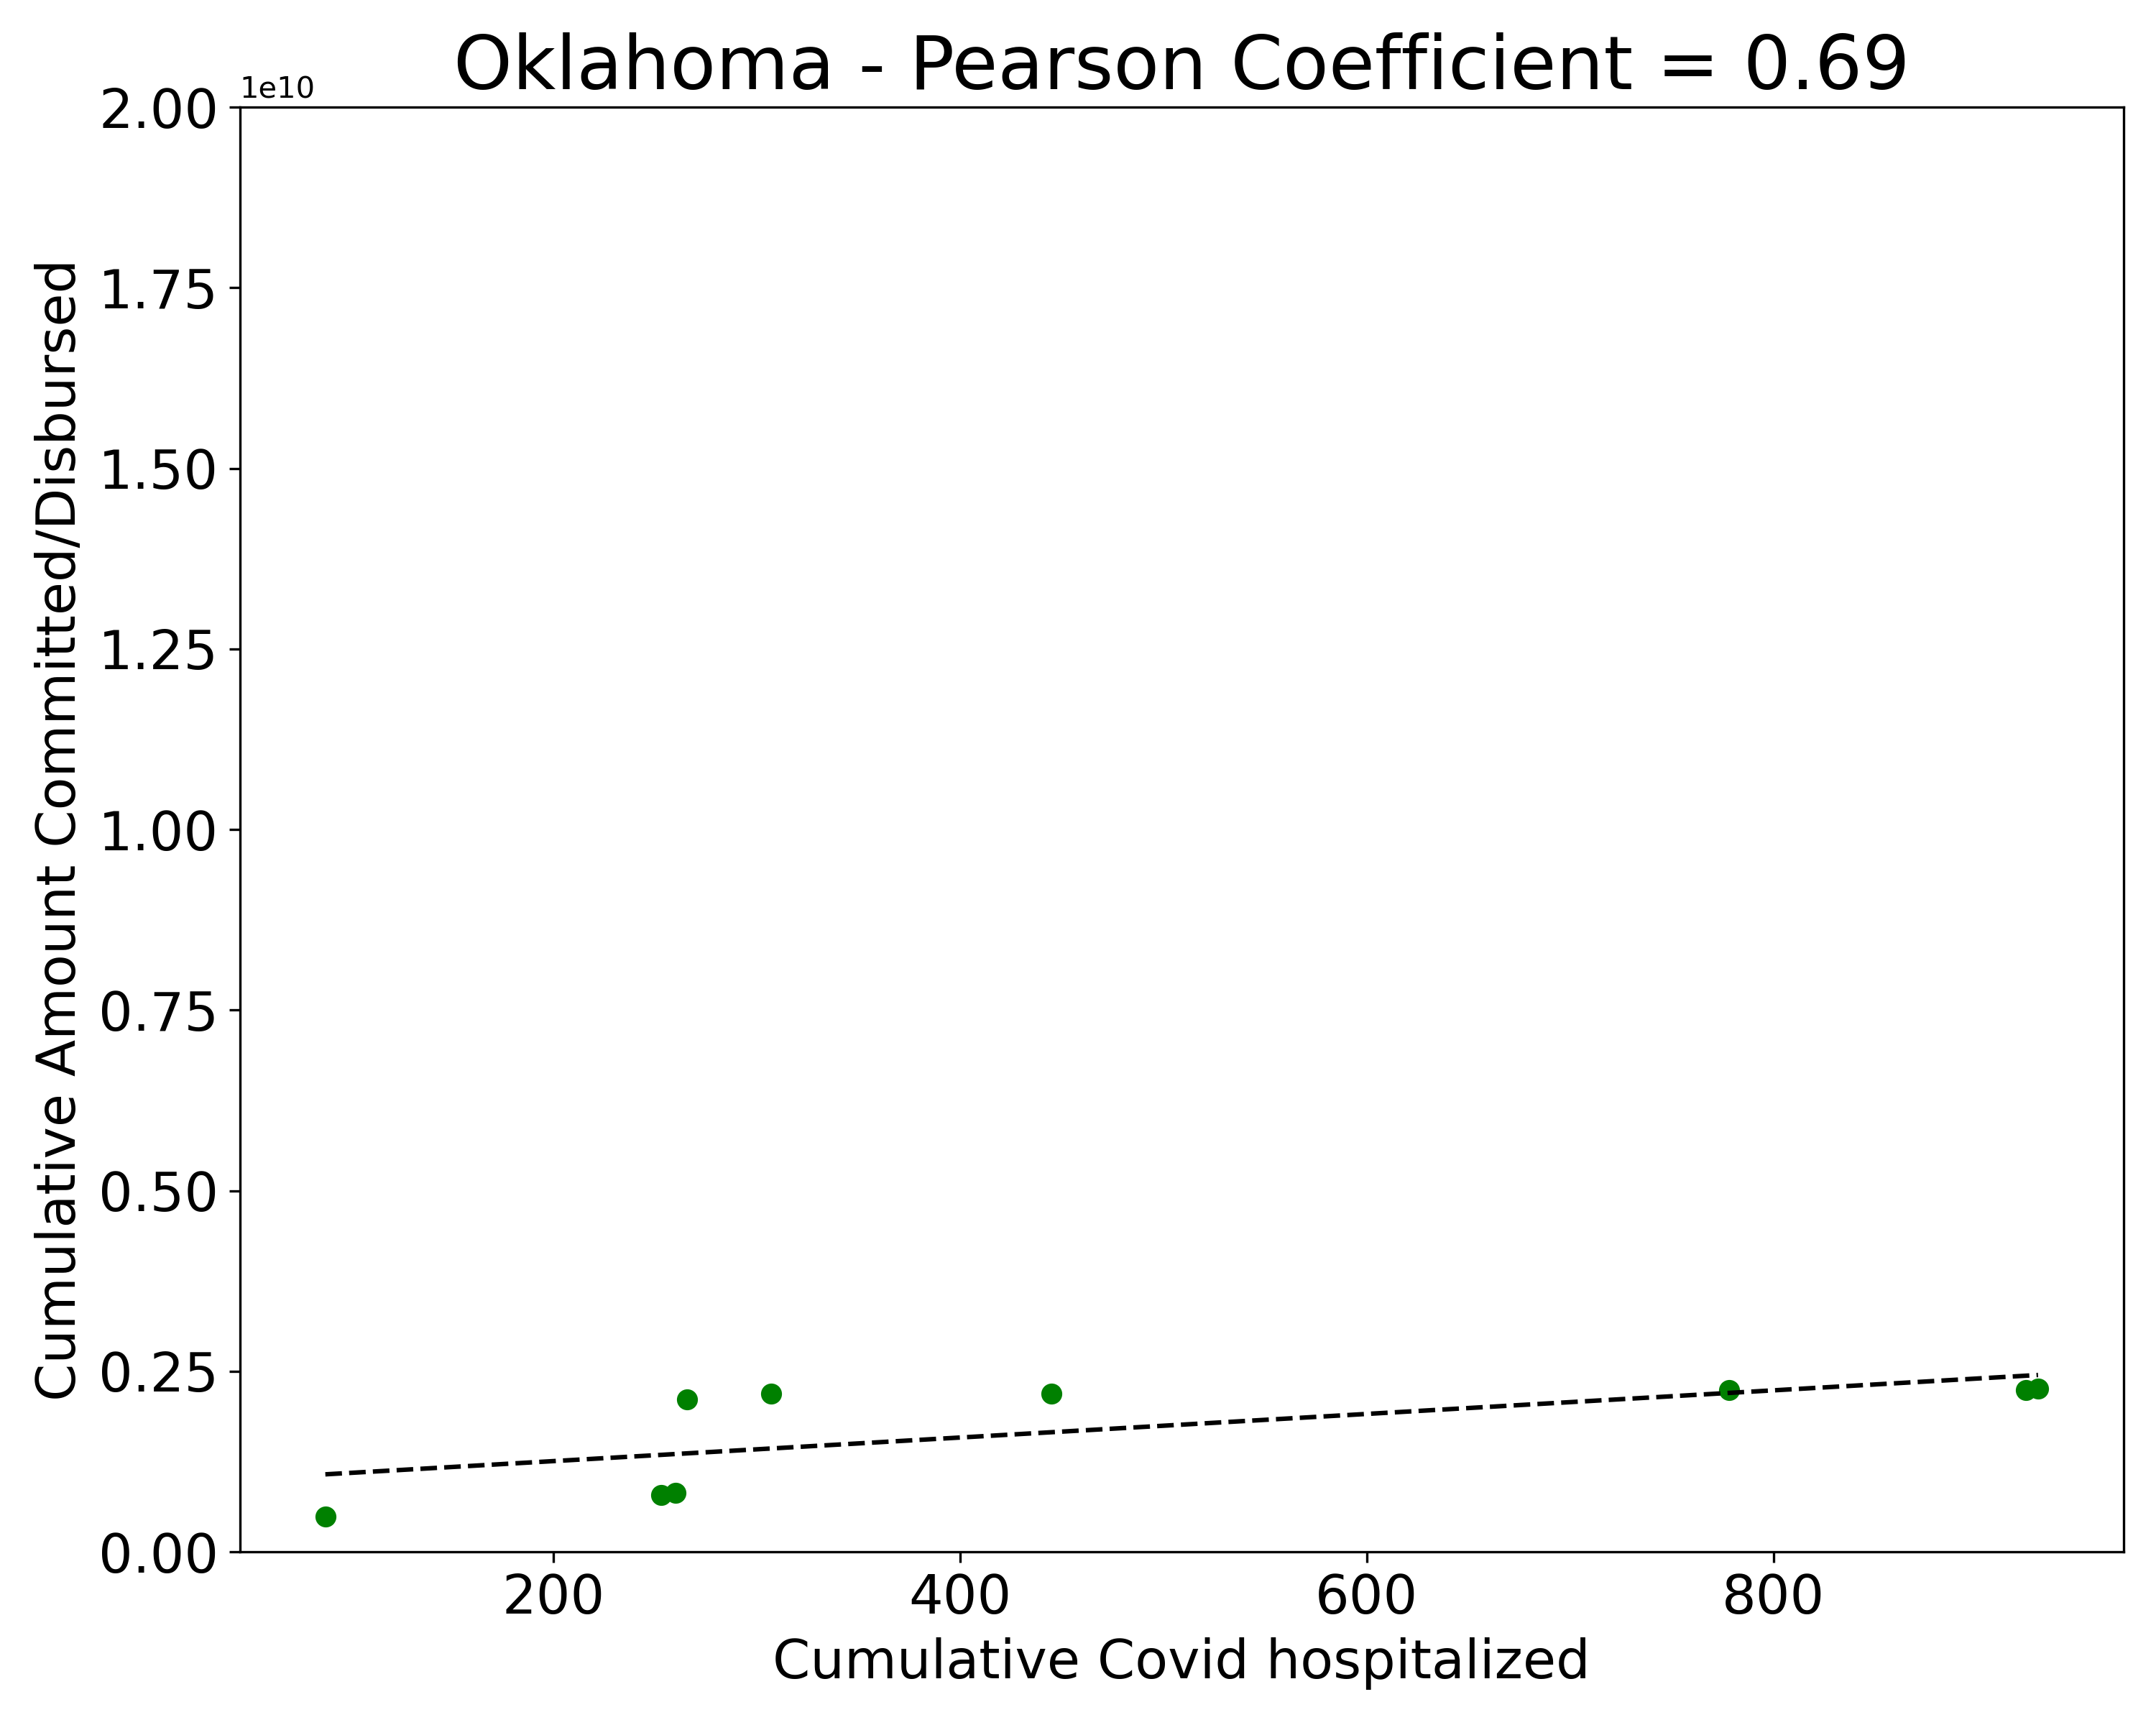 Oklahoma - Pearson Coefficient = 0.69
1e10
2.00
1.75
1.50
1.25
1.00
0.75
0.50
0.25
0.00
Cumulative Amount Committed/Disbursed
200 400 600 800
Cumulative Covid hospitalized